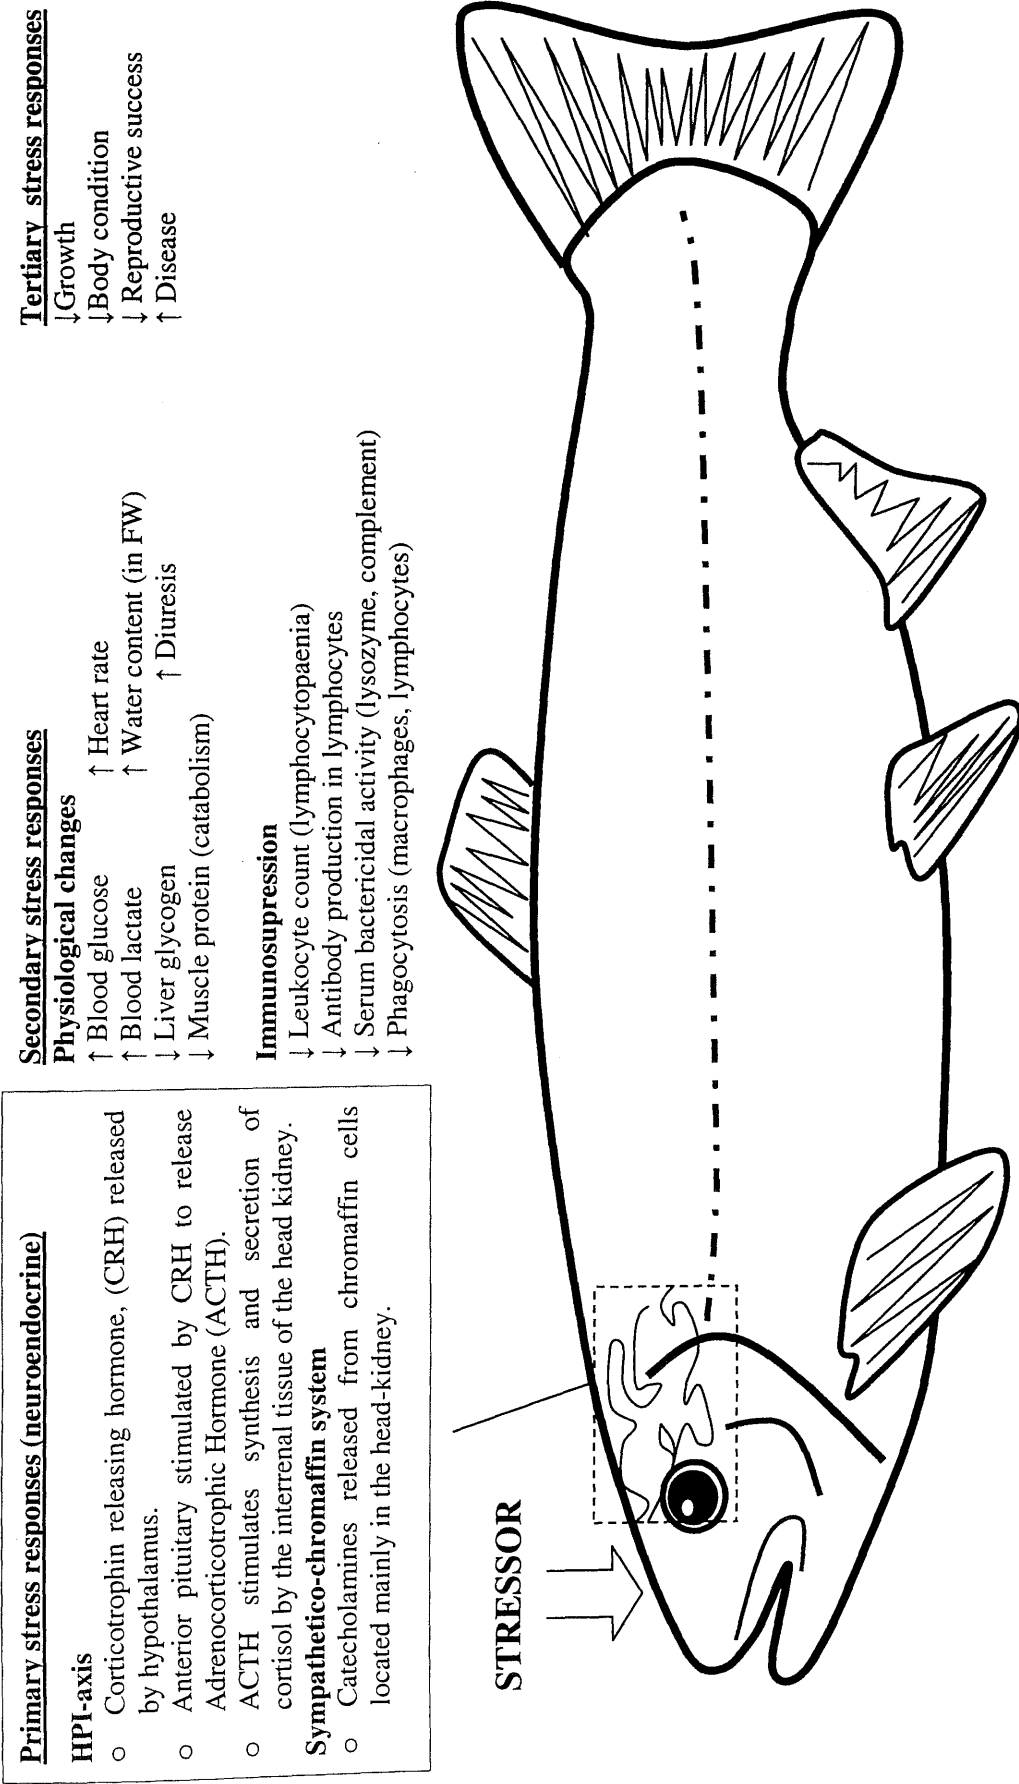 Primary stress responses (neuroendocrine)
HPI-axis
o Corticotrophin releasing hormone, (CRH) released
by hypothalamus.
o Anterior pituitary stimulated by CRH to release
Adrenocorticotrophic Hormone (ACTH).
o ACTH stimulates synthesis and secretion of
cortisol by the interrenal tissue of the head kidney.
Sympathetico-chromaffin system
o Catecholamines released from chromaffin cells
located mainly in the head-kidney.
Secondary stress responses
Physiological changes
↑ Blood glucose ↑ Heart rate
↑ Blood lactate ↑ Water content (in FW)
↓ Liver glycogen ↑ Diuresis
↓ Muscle protein (catabolism)
Immunosupression
↓ Leukocyte count (lymphocytopaenia)
↓ Antibody production in lymphocytes
↓ Serum bactericidal activity (lysozyme, complement)
↓ Phagocytosis (macrophages, lymphocytes)
Tertiary stress responses
↓Growth
↓Body condition
↓ Reproductive success
↑ Disease
STRESSOR